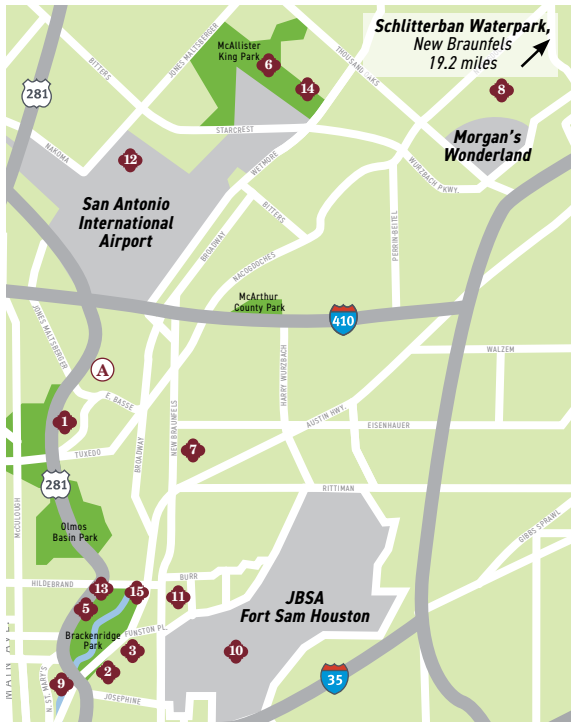 Schlitterban Waterpark,
New Braunfels
19.2 miles
McAllister
King Park
JONES MALTSBERGER
THOUSAND OAKS
BITTERS
6
14
8
281
STARCREST
Morgan's
Wonderland
NAKOMA
12
WETMORE
WURZBACH PKWY.
San Antonio
International
Airport
BITTERS
BROADWAY
NACOGDOCHES
PERRIN-BEITEL
McArthur
County Park
410
JONES MALTSBERGER
HARRY WURZBACH
WALZEM
A
E. BASSE
AUSTIN HWY.
1
EISENHAUER
BROADWAY
NEW BRAUNFELS
7
TUXEDO
281
RITTIMAN
McCULLOUGH
Olmos
Basin Park
GIBBS SPRAWL
HILDEBRAND
BURR
13
15
11
5
JBSA
Fort Sam Houston
FUNSTON PL.
Brackenridge
Park
3
10
2
9
35
MAIN AVE.
N. ST. MARY'S
JOSEPHINE